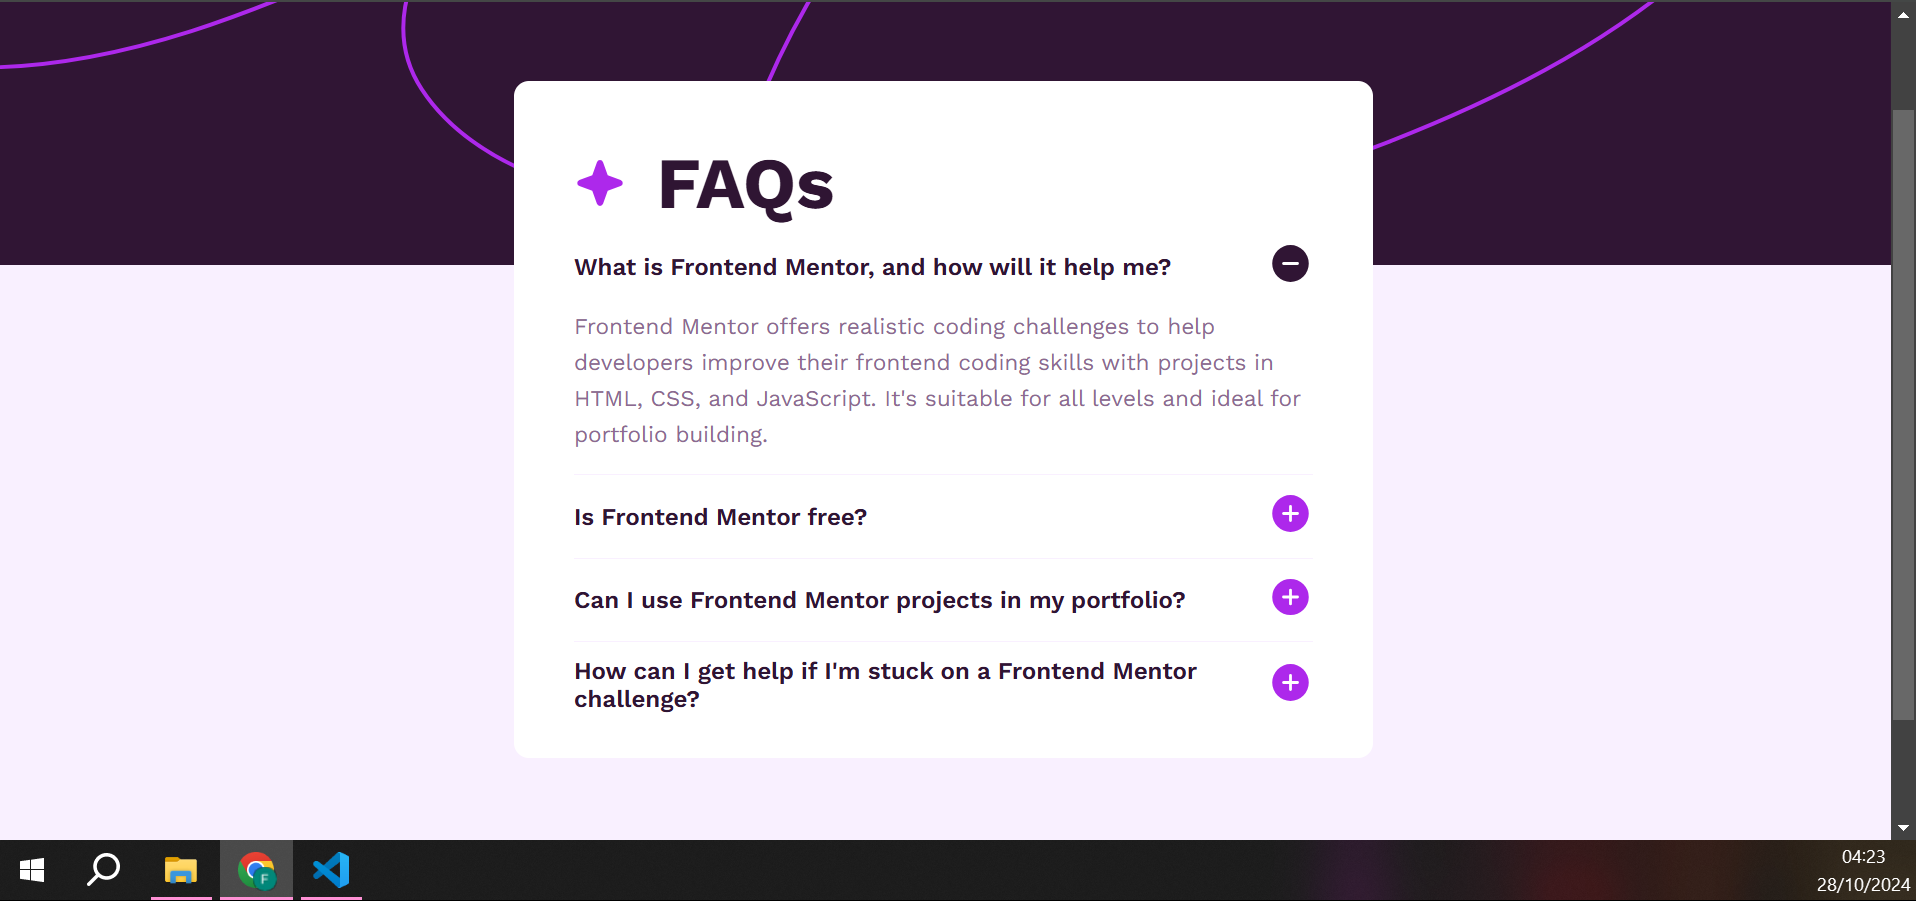 FAQs
What is Frontend Mentor, and how will it help me?
Frontend Mentor offers realistic coding challenges to help
developers improve their frontend coding skills with projects in
HTML, CSS, and JavaScript. It's suitable for all levels and ideal for
portfolio building.
Is Frontend Mentor free?
Can I use Frontend Mentor projects in my portfolio?
How can I get help if I'm stuck on a Frontend Mentor
challenge?
F
04:23
28/10/2024